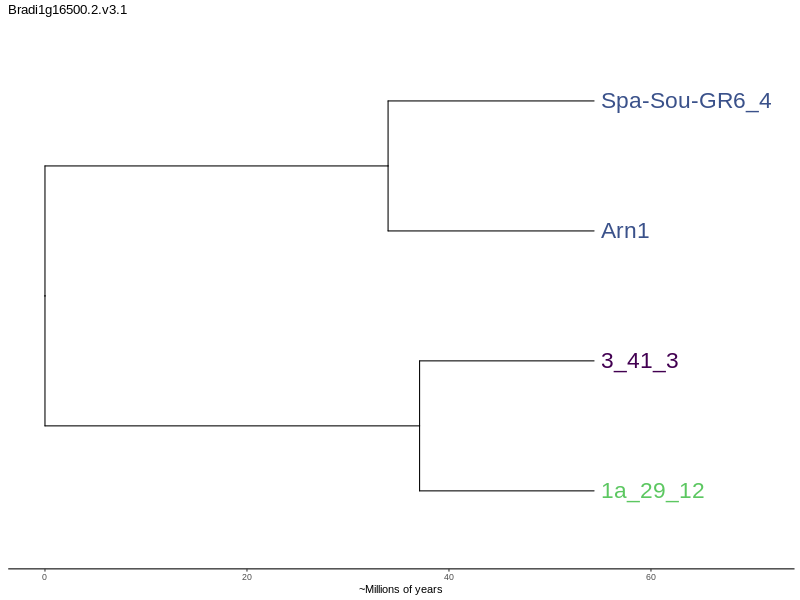 Bradi1g16500.2.v3.1
Spa-Sou-GR6_4
Arn1
3_41_3
1a_29_12
0 20 40 60
~Millions of years